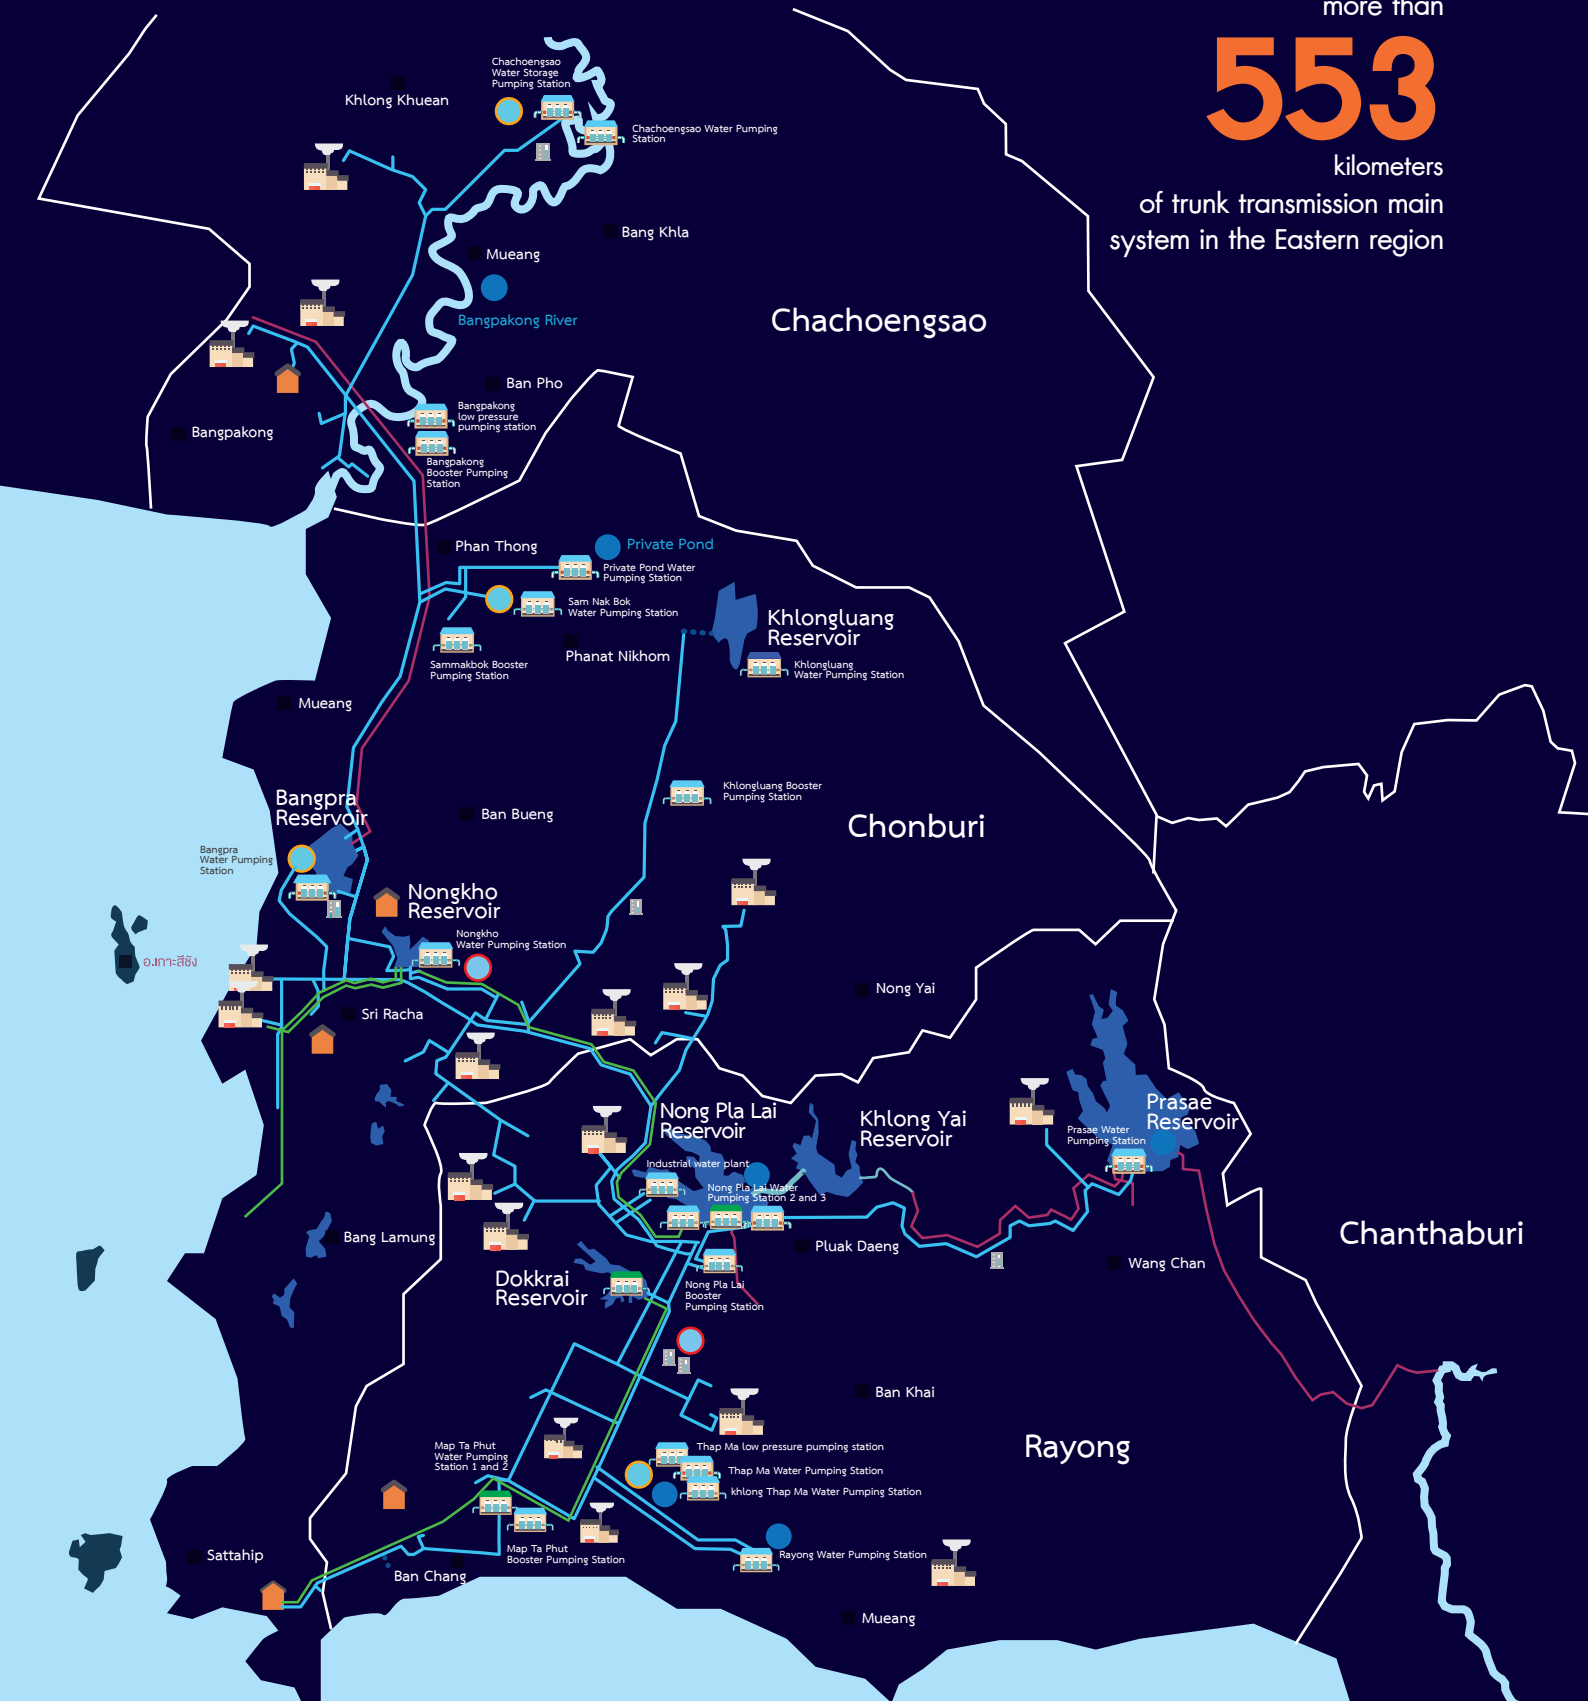 more than
553
kilometers
of trunk transmission main
system in the Eastern region
Chachoengsao
Water Storage
Pumping Station
Khlong Khuean
Chachoengsao Water Pumping
Station
Bang Khla
Mueang
Bangpakong River
Chachoengsao
Ban Pho
Bangpakong
low pressure
pumping station
Bangpakong
Bangpakong
Booster Pumping
Station
Phan Thong
Private Pond
Private Pond Water
Pumping Station
Sam Nak Bok
Water Pumping Station
Khlongluang
Reservoir
Phanat Nikhom
Sammakbok Booster
Pumping Station
Khlongluang
Water Pumping Station
Mueang
Khlongluang Booster
Pumping Station
Bangpra
Reservoir
Ban Bueng
Chonburi
Bangpra
Water Pumping
Station
Nongkho
Reservoir
Nongkho
Water Pumping Station
อ.เกาะสีชัง
Nong Yai
Sri Racha
Nong Pla Lai
Reservoir
Khlong Yai
Reservoir
Prasae
Reservoir
Prasae Water
Pumping Station
Industrial water plant
Nong Pla Lai Water
Pumping Station 2 and 3
Bang Lamung
Pluak Daeng
Chanthaburi
Wang Chan
Dokkrai
Reservoir
Nong Pla Lai
Booster
Pumping Station
Ban Khai
Map Ta Phut
Water Pumping
Station 1 and 2
Thap Ma low pressure pumping station
Rayong
Thap Ma Water Pumping Station
khlong Thap Ma Water Pumping Station
Sattahip
Map Ta Phut
Booster Pumping Station
Rayong Water Pumping Station
Ban Chang
Mueang